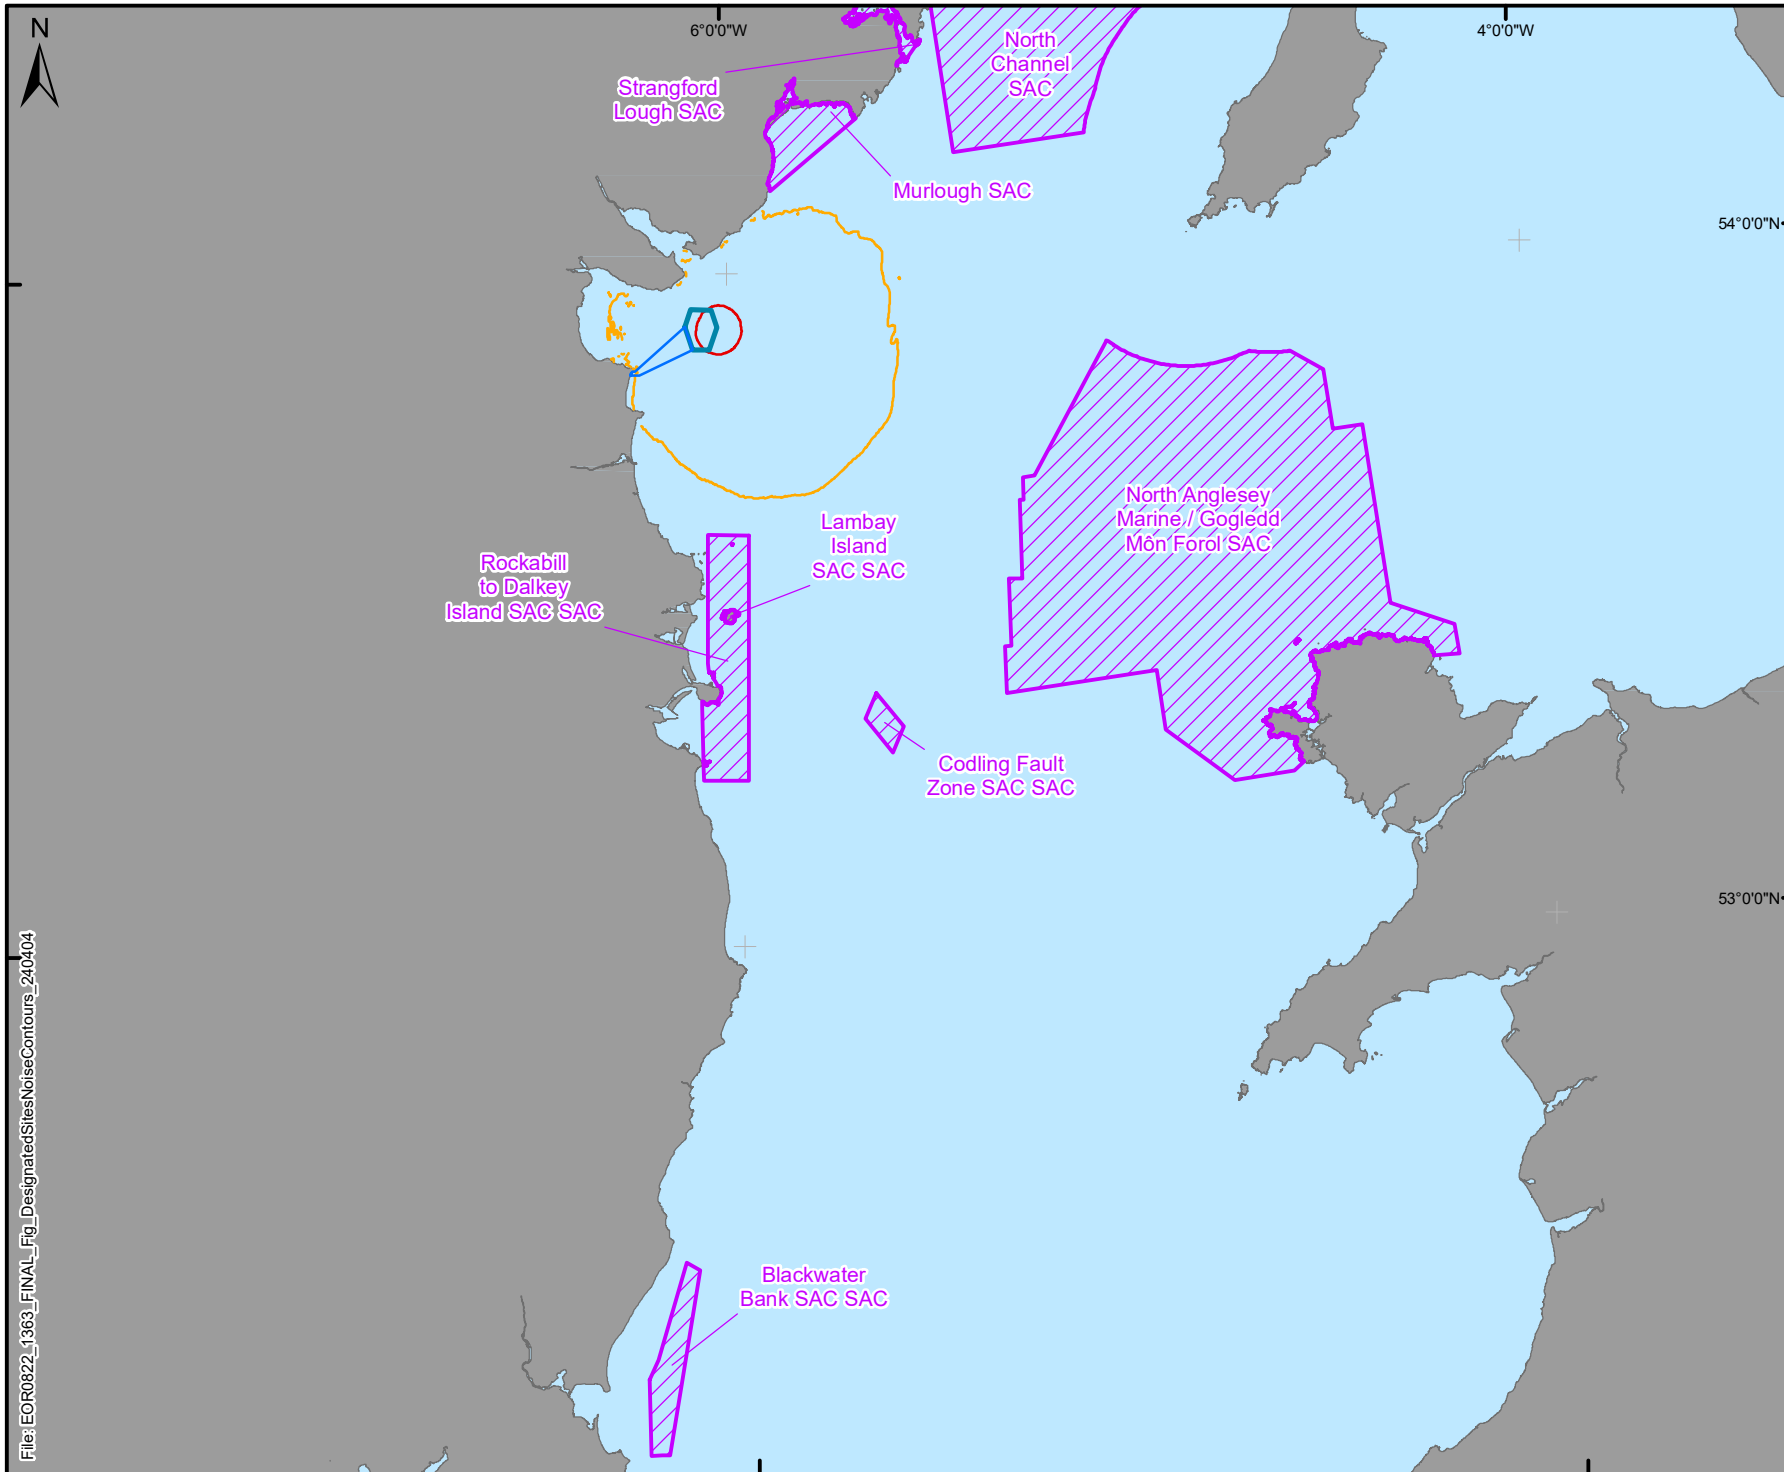 N
6°0'0"W
4°0'0"W
North
Channel
SAC
Strangford
Lough SAC
Murlough SAC
54°0'0"N
North Anglesey
Marine / Gogledd
Môn Forol SAC
Lambay
Island
SAC SAC
Rockabill
to Dalkey
Island SAC SAC
Codling Fault
Zone SAC SAC
53°0'0"N
Blackwater
Bank SAC SAC
File: EOR0822_1363_FINAL_Fig_DesignatedSitesNoiseContours_240404